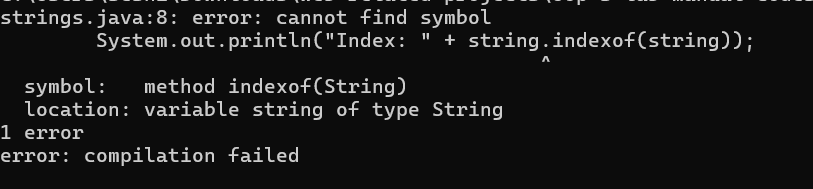 strings.java:8: error: cannot find symbol
        System.out.println("Index: " + string.indexof(string));
                                             ^
  symbol:   method indexof(String)
  location: variable string of type String
1 error
error: compilation failed